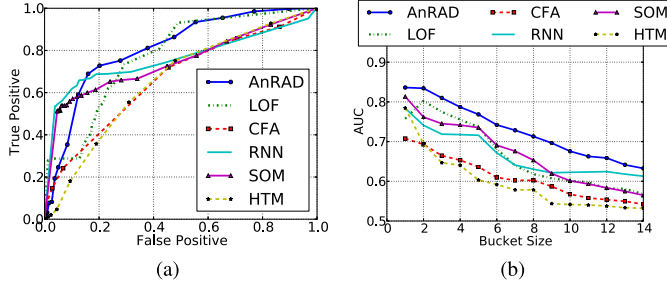 1.0
0.8
0.6
0.4
0.2
0.0
True Positive
0.0 0.2 0.4 0.6 0.8 1.0
False Positive
AnRAD
LOF
CFA
RNN
SOM
HTM
(a)
AnRAD CFA SOM
LOF RNN HTM
0.9
0.8
0.7
0.6
0.5
AUC
0 2 4 6 8 10 12 14
Bucket Size
(b)